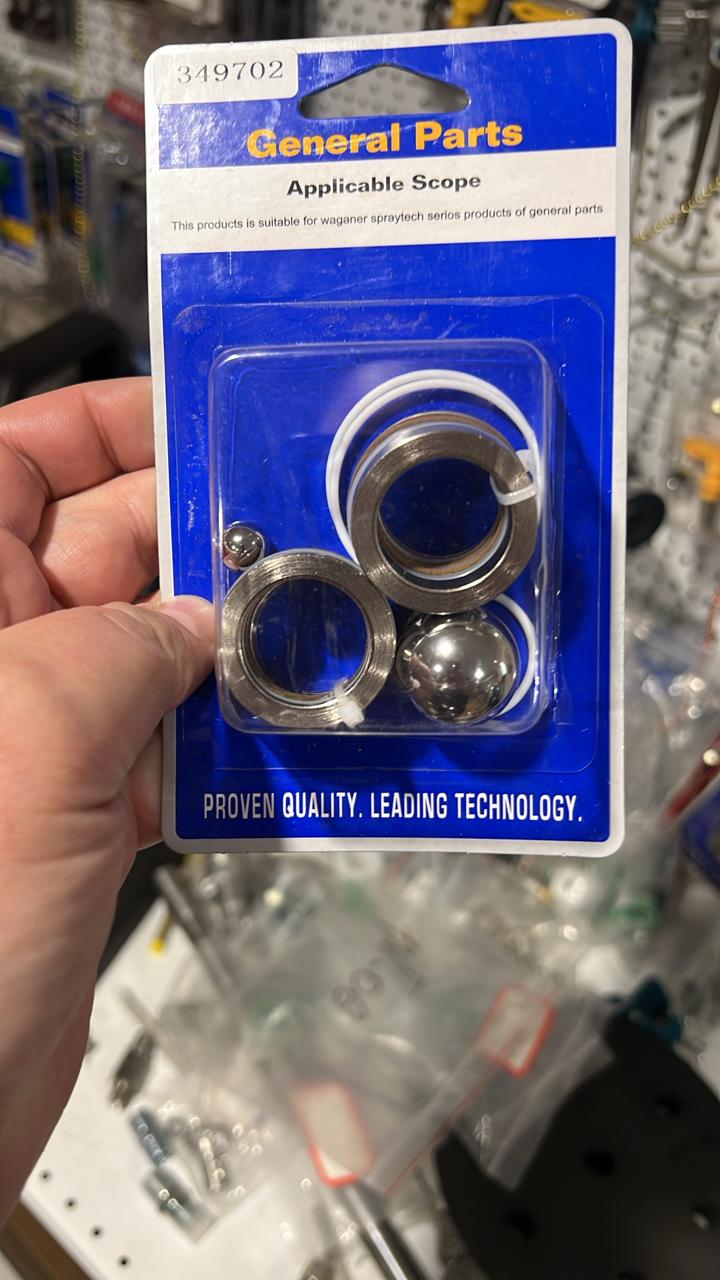 349702
General Parts
Applicable Scope
This products is suitable for waganer spraytech serios products of general parts
PROVEN QUALITY. LEADING TECHNOLOGY.